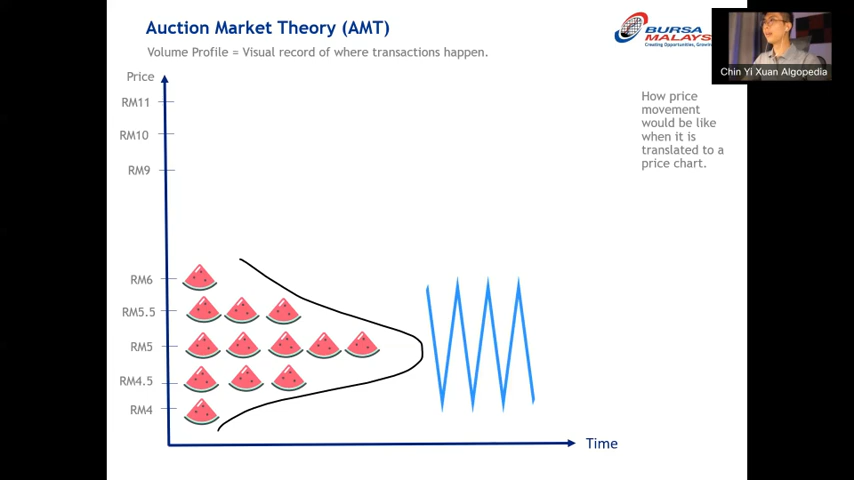 Auction Market Theory (AMT)
Volume Profile = Visual record of where transactions happen.
BURSA
MALAYS
Creating Opportunities, Growin
Chin Yi Xuan Algopedia
Price
RM11
RM10
RM9
RM6
RM5.5
RM5
RM4.5
RM4
How price
movement
would be like
when it is
translated to a
price chart.
Time